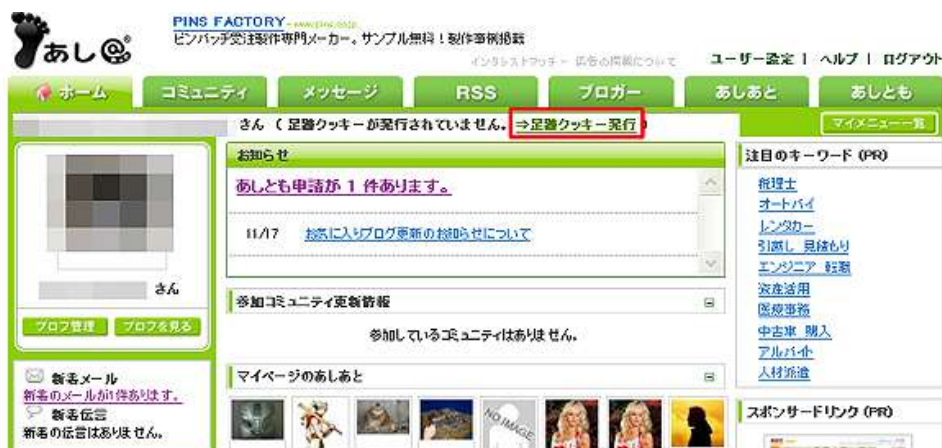 あし@
PINS FACTORY
ピンバッチ受注製作専門メーカー。サンプル無料！製作事例掲載
インタレストマッチ - 広告の掲載について
ユーザー設定 | ヘルプ | ログアウト
ホーム
コミュニティ
メッセージ
RSS
ブロガー
あしあと
あしとも
さん （ 足跡クッキーが発行されていません。⇒足跡クッキー発行 ）
マイメニュー一覧
お知らせ
あしとも申請が 1 件あります。
11/17 お気に入りブログ更新のお知らせについて
さん
プロフ管理
プロフを見る
参加コミュニティ更新情報
参加しているコミュニティはありません。
新着メール
新着のメールが1件あります。
新着伝言
新着の伝言はありません。
マイページのあしあと
NO IMAGE
注目のキーワード (PR)
税理士
オートバイ
レンタカー
引越し 見積もり
エンジニア 転職
資産活用
医療事務
中古車 購入
アルバイト
人材派遣
スポンサードリンク (PR)